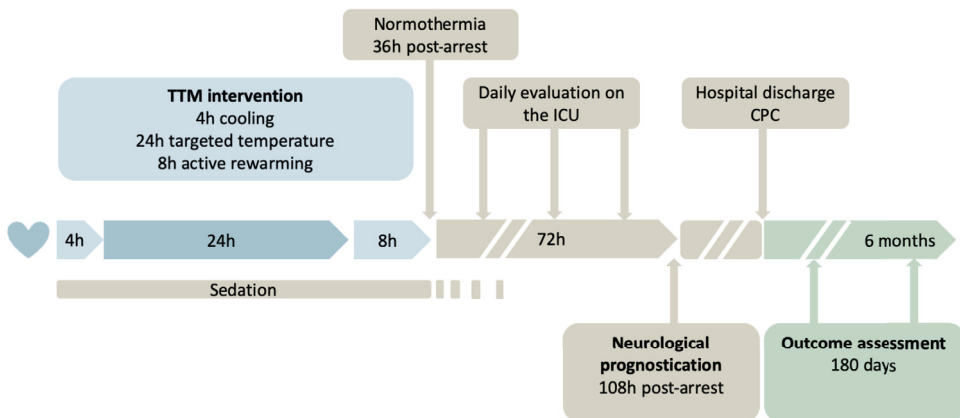 Normothermia
36h post-arrest
TTM intervention
4h cooling
24h targeted temperature
8h active rewarming
Daily evaluation on
the ICU
Hospital discharge
CPC
4h
24h
8h
72h
6 months
Sedation
Neurological
prognostication
108h post-arrest
Outcome assessment
180 days